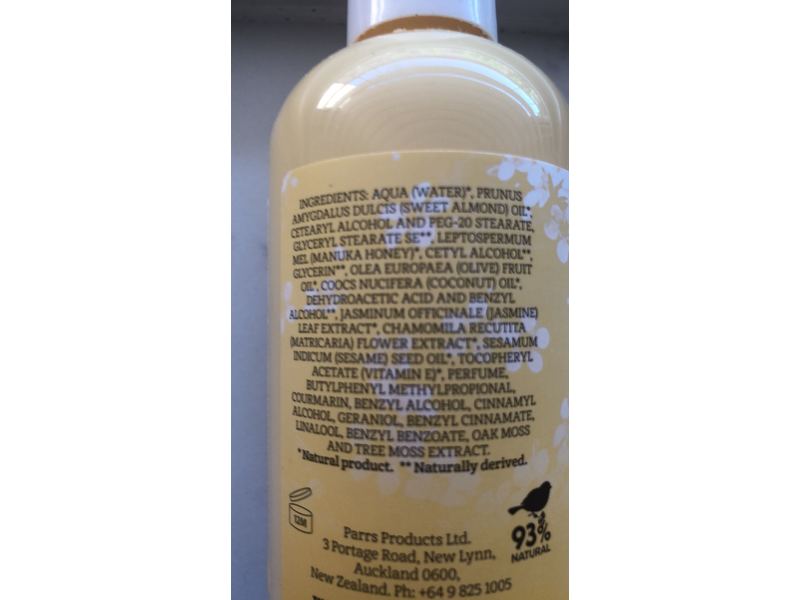 INGREDIENTS: AQUA (WATER)*, PRUNUS
AMYGDALUS DULCIS (SWEET ALMOND) OIL*,
CETEARYL ALCOHOL AND PEG-20 STEARATE,
GLYCERYL STEARATE SE**, LEPTOSPERMUM
MEL (MANUKA HONEY)*, CETYL ALCOHOL**,
GLYCERIN**, OLEA EUROPAEA (OLIVE) FRUIT
OIL*, COOCS NUCIFERA (COCONUT) OIL*,
DEHYDROACETIC ACID AND BENZYL
ALCOHOL**, JASMINUM OFFICINALE (JASMINE)
LEAF EXTRACT*, CHAMOMILA RECUTITA
(MATRICARIA) FLOWER EXTRACT*, SESAMUM
INDICUM (SESAME) SEED OIL*, TOCOPHERYL
ACETATE (VITAMIN E)*, PERFUME,
BUTYLPHENYL METHYLPROPIONAL,
COURMARIN, BENZYL ALCOHOL, CINNAMYL
ALCOHOL, GERANIOL, BENZYL CINNAMATE,
LINALOOL, BENZYL BENZOATE, OAK MOSS
AND TREE MOSS EXTRACT.
*Natural product. **Naturally derived.
12M
93%
NATURAL
Parrs Products Ltd.
3 Portage Road, New Lynn,
Auckland 0600,
New Zealand. Ph: +64 9 825 1005